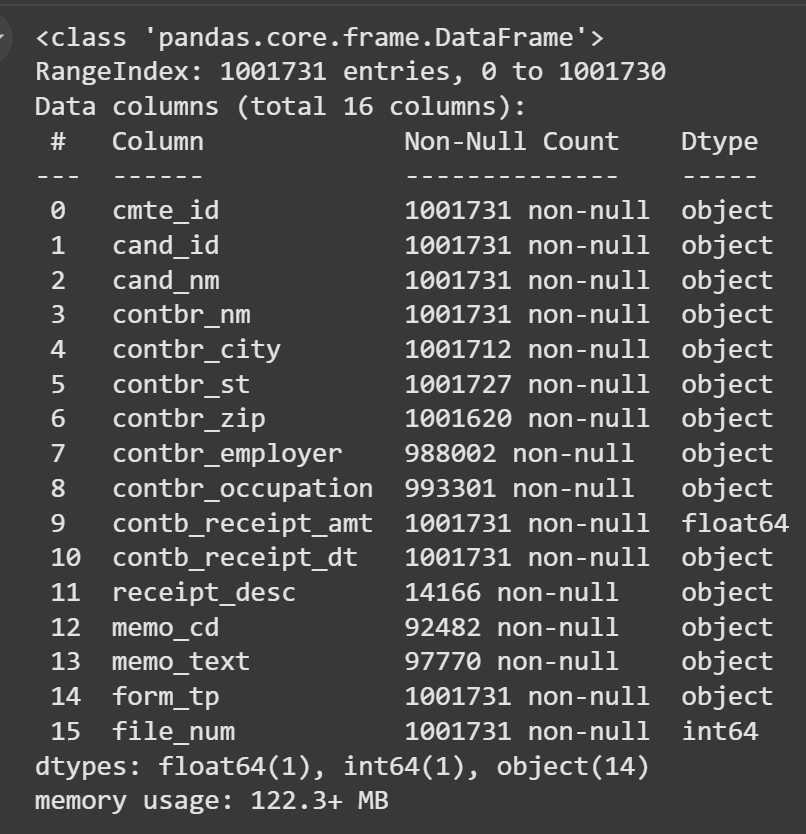 <class 'pandas.core.frame.DataFrame'>
RangeIndex: 1001731 entries, 0 to 1001730
Data columns (total 16 columns):
 #   Column             Non-Null Count    Dtype
---  ------             --------------    -----
 0   cmte_id            1001731 non-null  object
 1   cand_id            1001731 non-null  object
 2   cand_nm            1001731 non-null  object
 3   contbr_nm          1001731 non-null  object
 4   contbr_city        1001712 non-null  object
 5   contbr_st          1001727 non-null  object
 6   contbr_zip         1001620 non-null  object
 7   contbr_employer    988002 non-null   object
 8   contbr_occupation  993301 non-null   object
 9   contb_receipt_amt  1001731 non-null  float64
 10  contb_receipt_dt   1001731 non-null  object
 11  receipt_desc       14166 non-null    object
 12  memo_cd            92482 non-null    object
 13  memo_text          97770 non-null    object
 14  form_tp            1001731 non-null  object
 15  file_num           1001731 non-null  int64
dtypes: float64(1), int64(1), object(14)
memory usage: 122.3+ MB